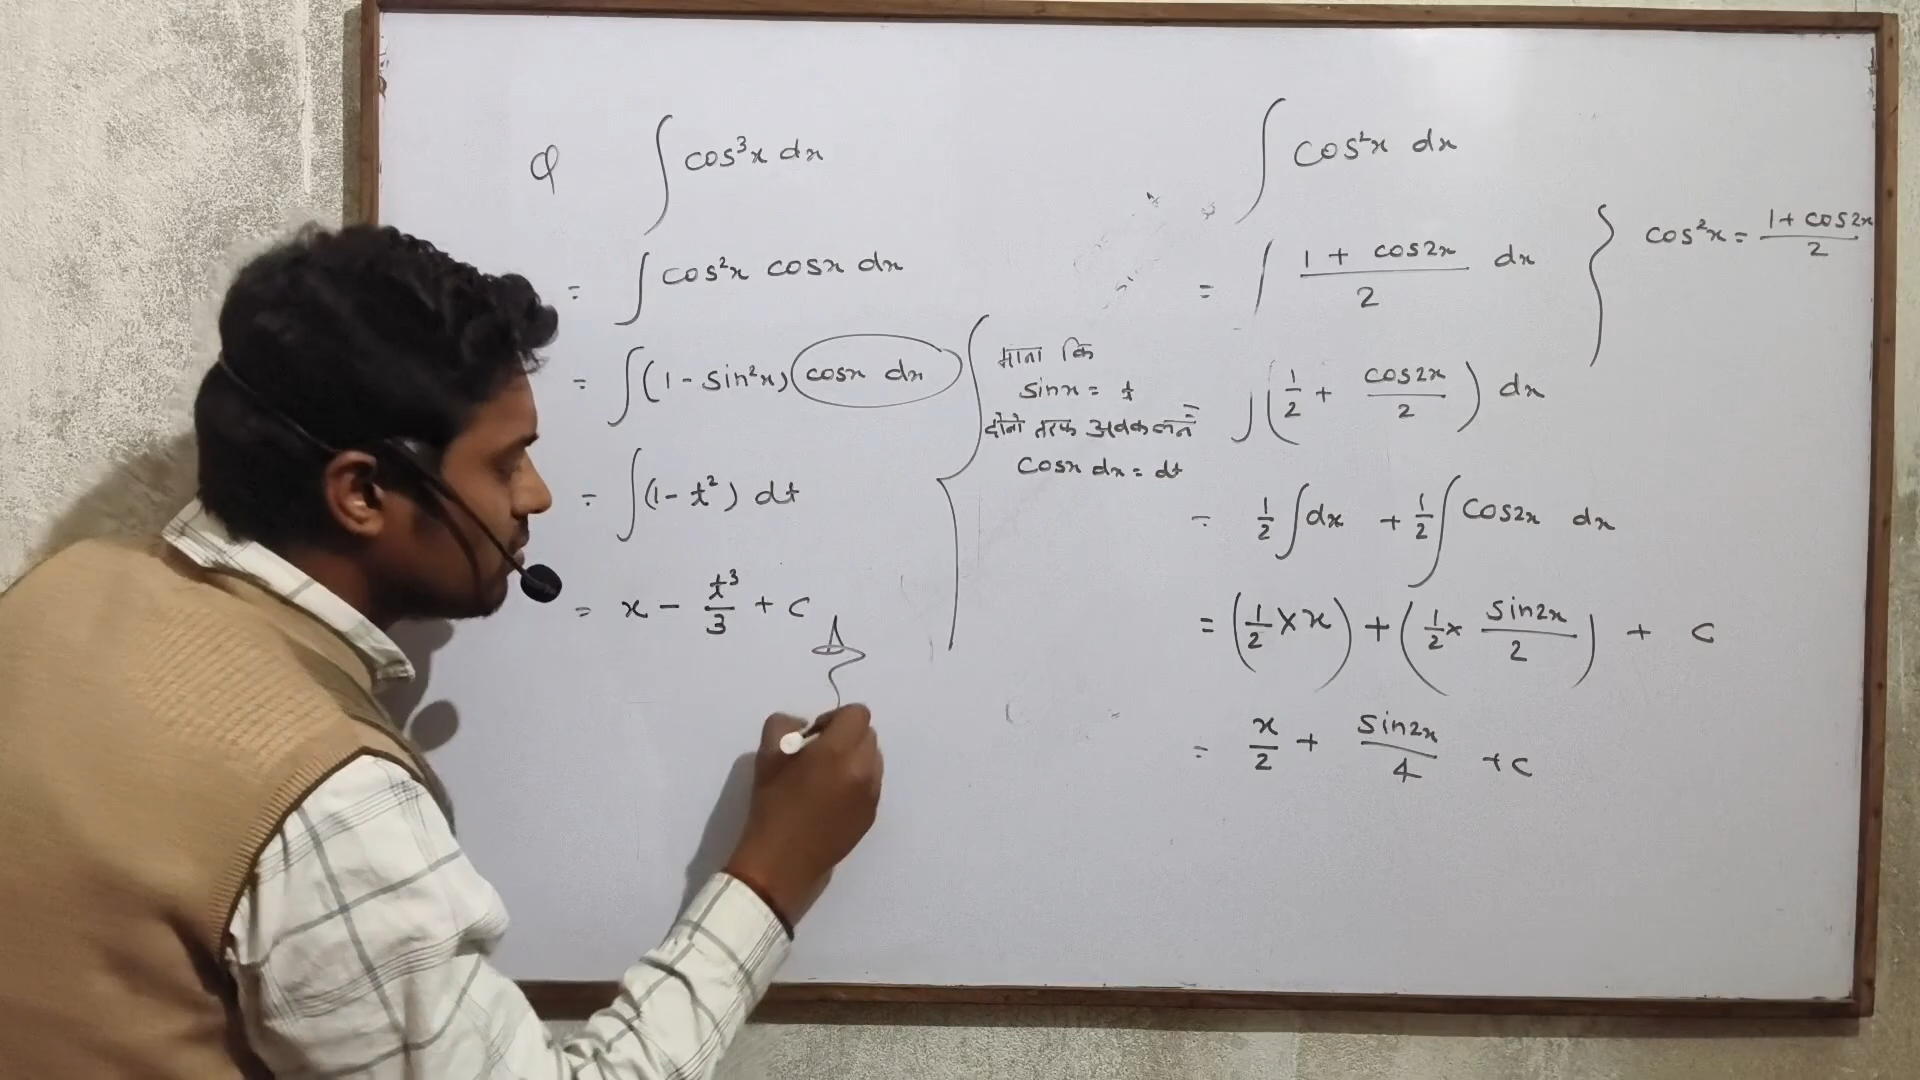 Q ∫ cos³x dx
= ∫ cos²x cosx dx
= ∫ (1 - sin²x) (cosx dx)
= ∫ (1 - t²) dt
= x - t³/3 + c
माना कि
sinx = t
दोनो तरफ अवकलन
cosx dx = dt
∫ cos²x dx
= ∫ (1 + cos2x)/2 dx
cos²x = (1 + cos2x)/2
∫ (1/2 + cos2x/2) dx
= 1/2 ∫ dx + 1/2 ∫ cos2x dx
= (1/2 × x) + (1/2 × sin2x/2) + c
= x/2 + sin2x/4 + c